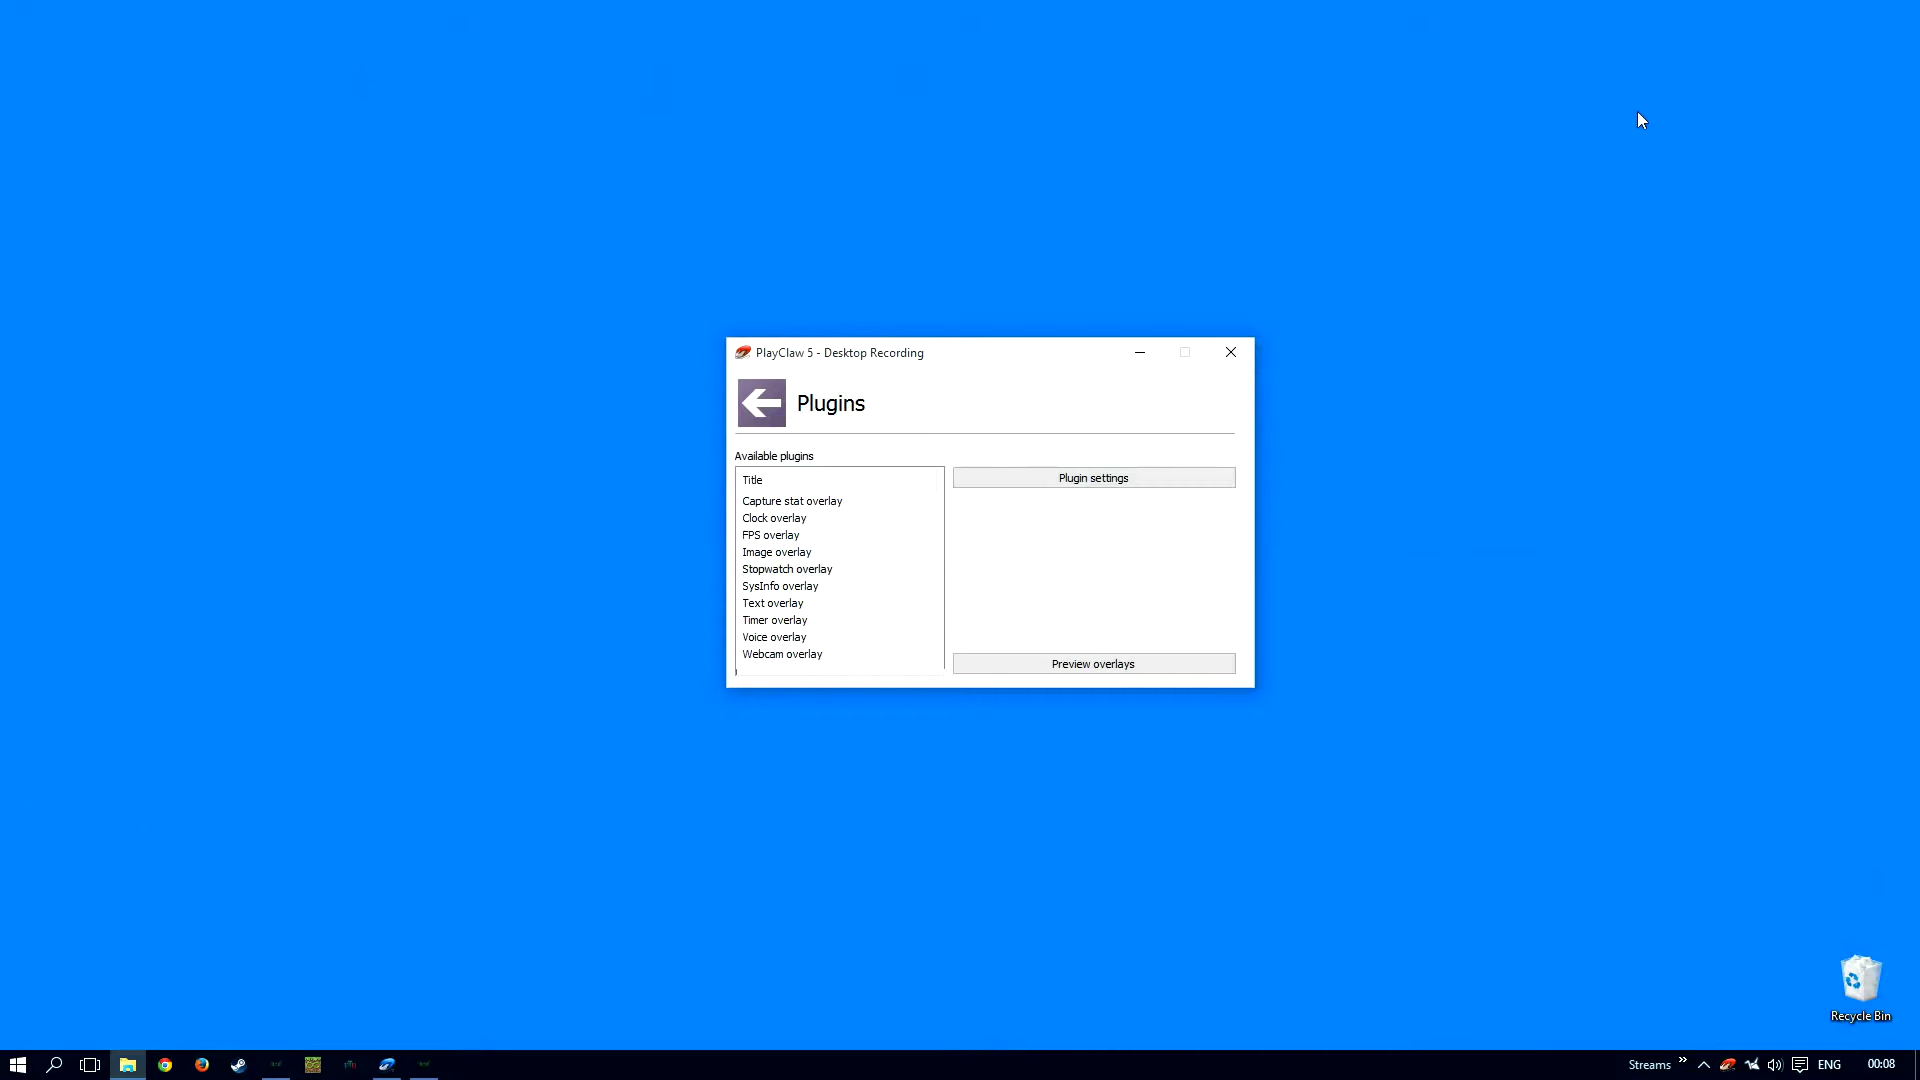 PlayClaw 5 - Desktop Recording
Plugins
Available plugins
Title
Plugin settings
Capture stat overlay
Clock overlay
FPS overlay
Image overlay
Stopwatch overlay
SysInfo overlay
Text overlay
Timer overlay
Voice overlay
Webcam overlay
Preview overlays
Recycle Bin
Streams
ENG
00:08